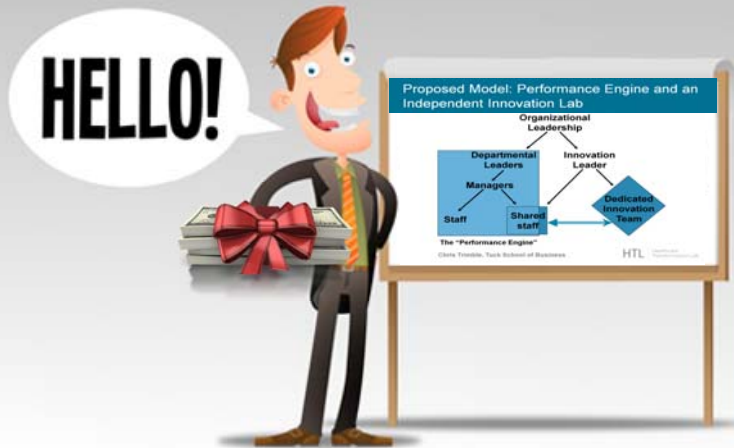 HELLO!
Proposed Model: Performance Engine and an
Independent Innovation Lab
Organizational
Leadership
Departmental
Leaders
Innovation
Leader
Managers
Dedicated
Innovation
Team
Staff
Shared
staff
The "Performance Engine"
Chris Trimble, Tuck School of Business
HTL